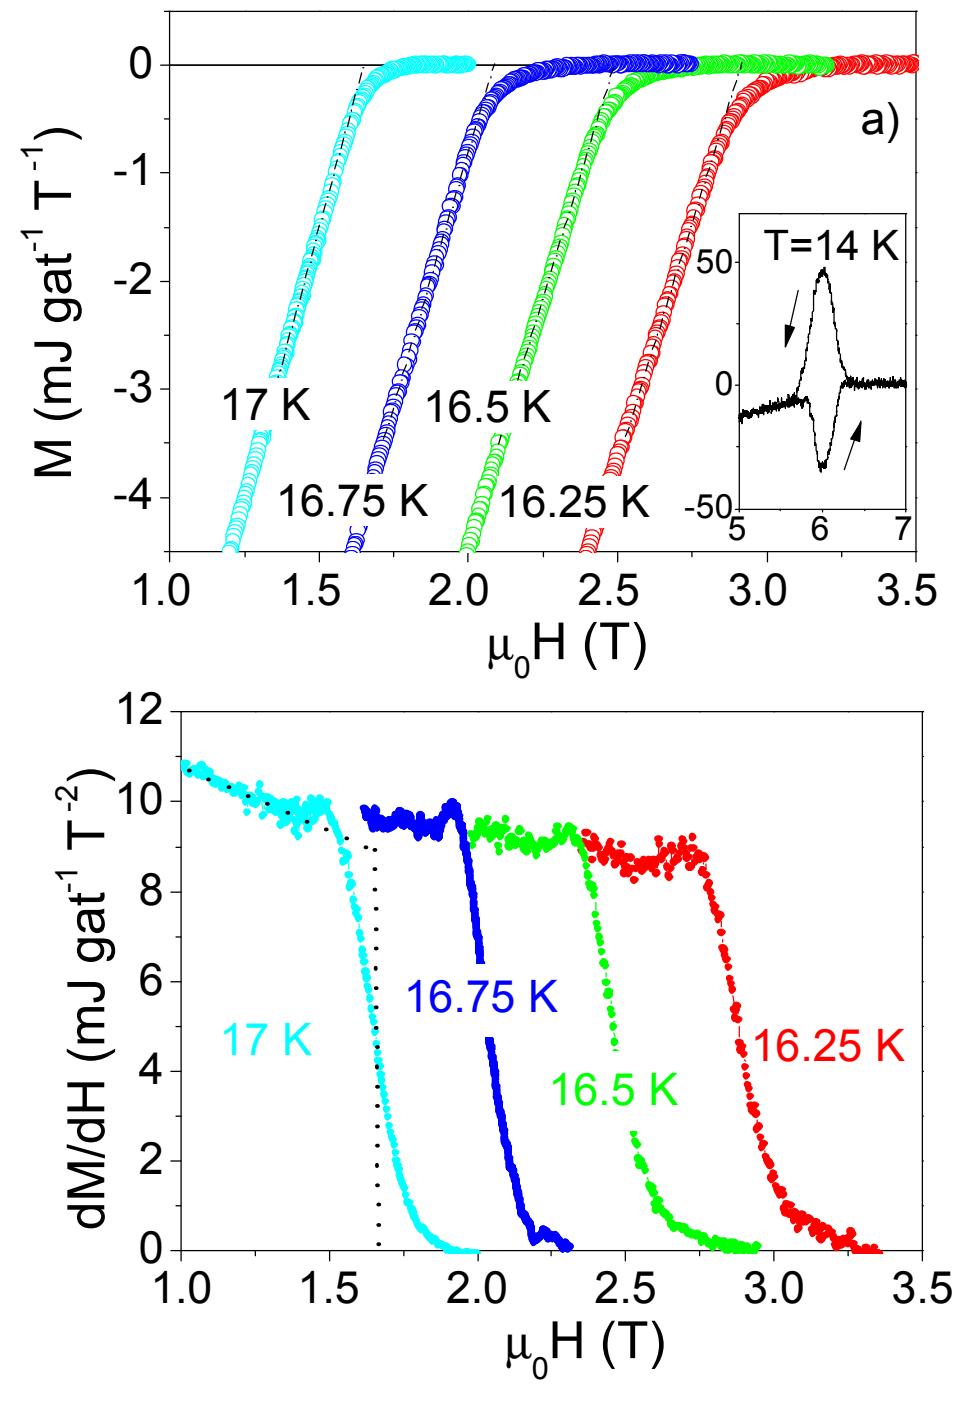 0
-1
-2
-3
-4
M (mJ gat⁻¹ T⁻¹)
a)
T=14 K
50
0
-50
5 6 7
17 K
16.5 K
16.75 K
16.25 K
1.0 1.5 2.0 2.5 3.0 3.5
μ₀H (T)
12
10
8
6
4
2
0
dM/dH (mJ gat⁻¹ T⁻²)
16.75 K
17 K
16.25 K
16.5 K
1.0 1.5 2.0 2.5 3.0 3.5
μ₀H (T)